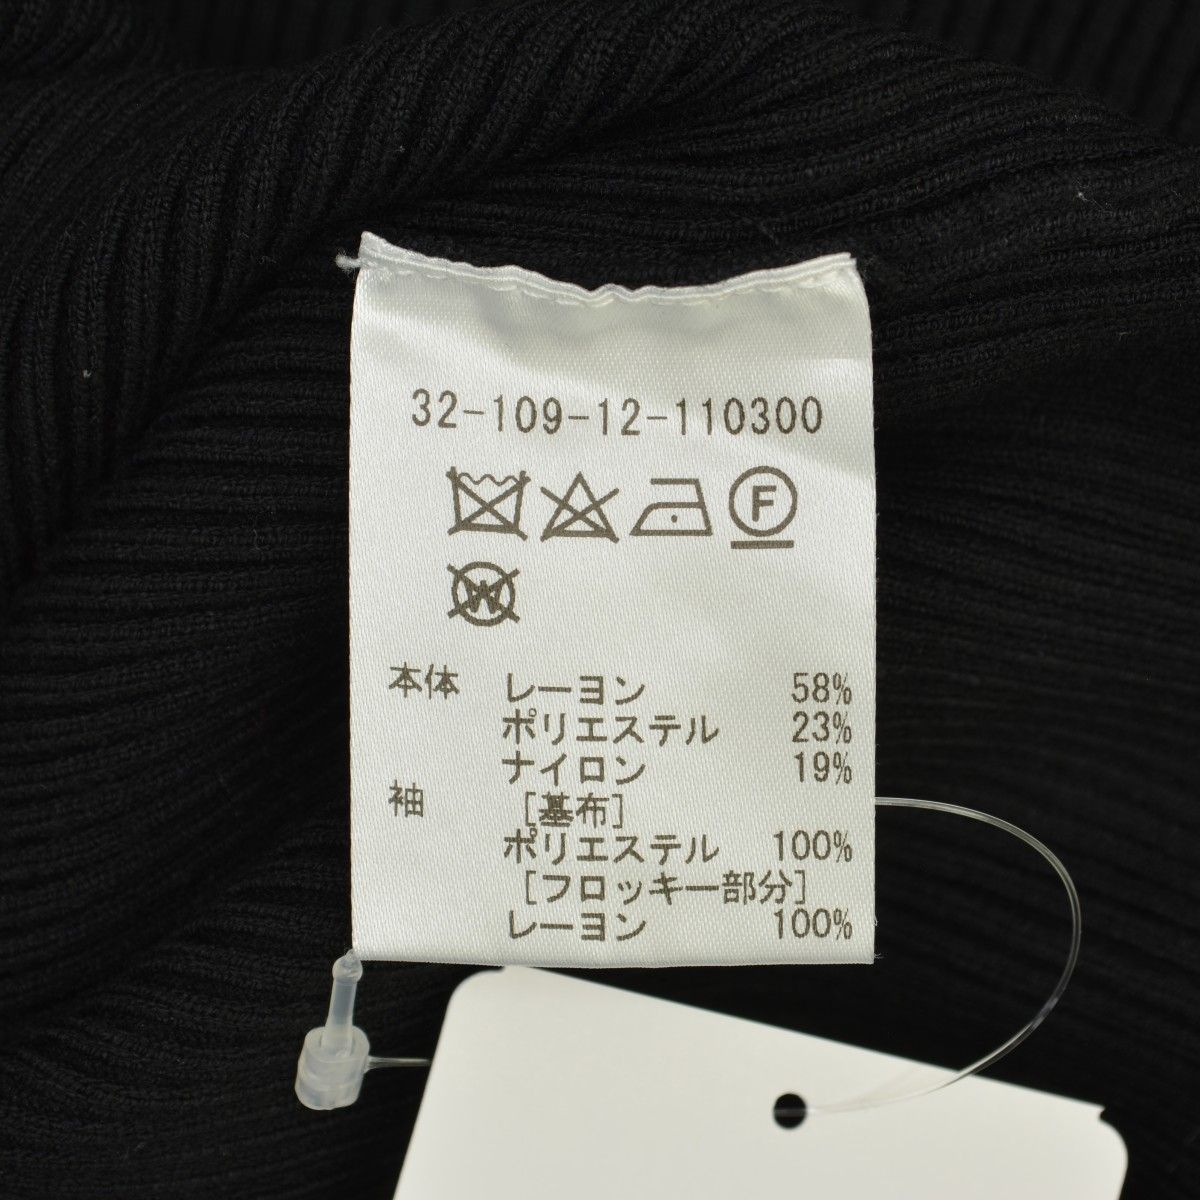 32-109-12-110300
F
W
本体 レーヨン 58%
ポリエステル 23%
ナイロン 19%
袖 [基布]
ポリエステル 100%
[フロッキー部分]
レーヨン 100%